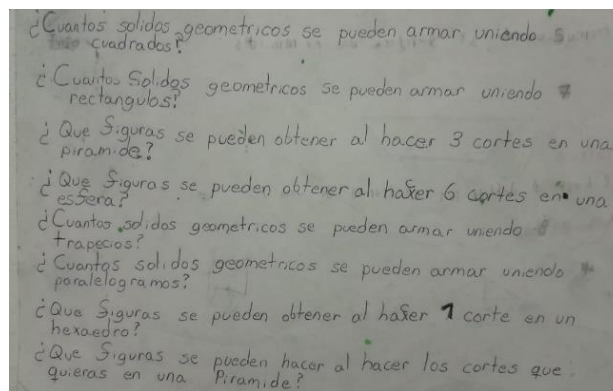 ¿Cuantos solidos geometricos se pueden armar uniendo
cuadrados?
¿Cuantos Solidos geometricos se pueden armar uniendo
rectangulos?
¿Que figuras se pueden obtener al hacer 3 cortes en una
piramide?
¿Que figuras se pueden obtener al haser 6 cortes en una
esfera?
¿Cuantos solidos geometricos se pueden armar uniendo
trapecios?
¿Cuantos solidos geometricos se pueden armar uniendo
paralelogramos?
¿Que figuras se pueden obtener al haser 1 corte en un
hexaedro?
¿Que figuras se pueden hacer al hacer los cortes que
quieras en una Piramide?